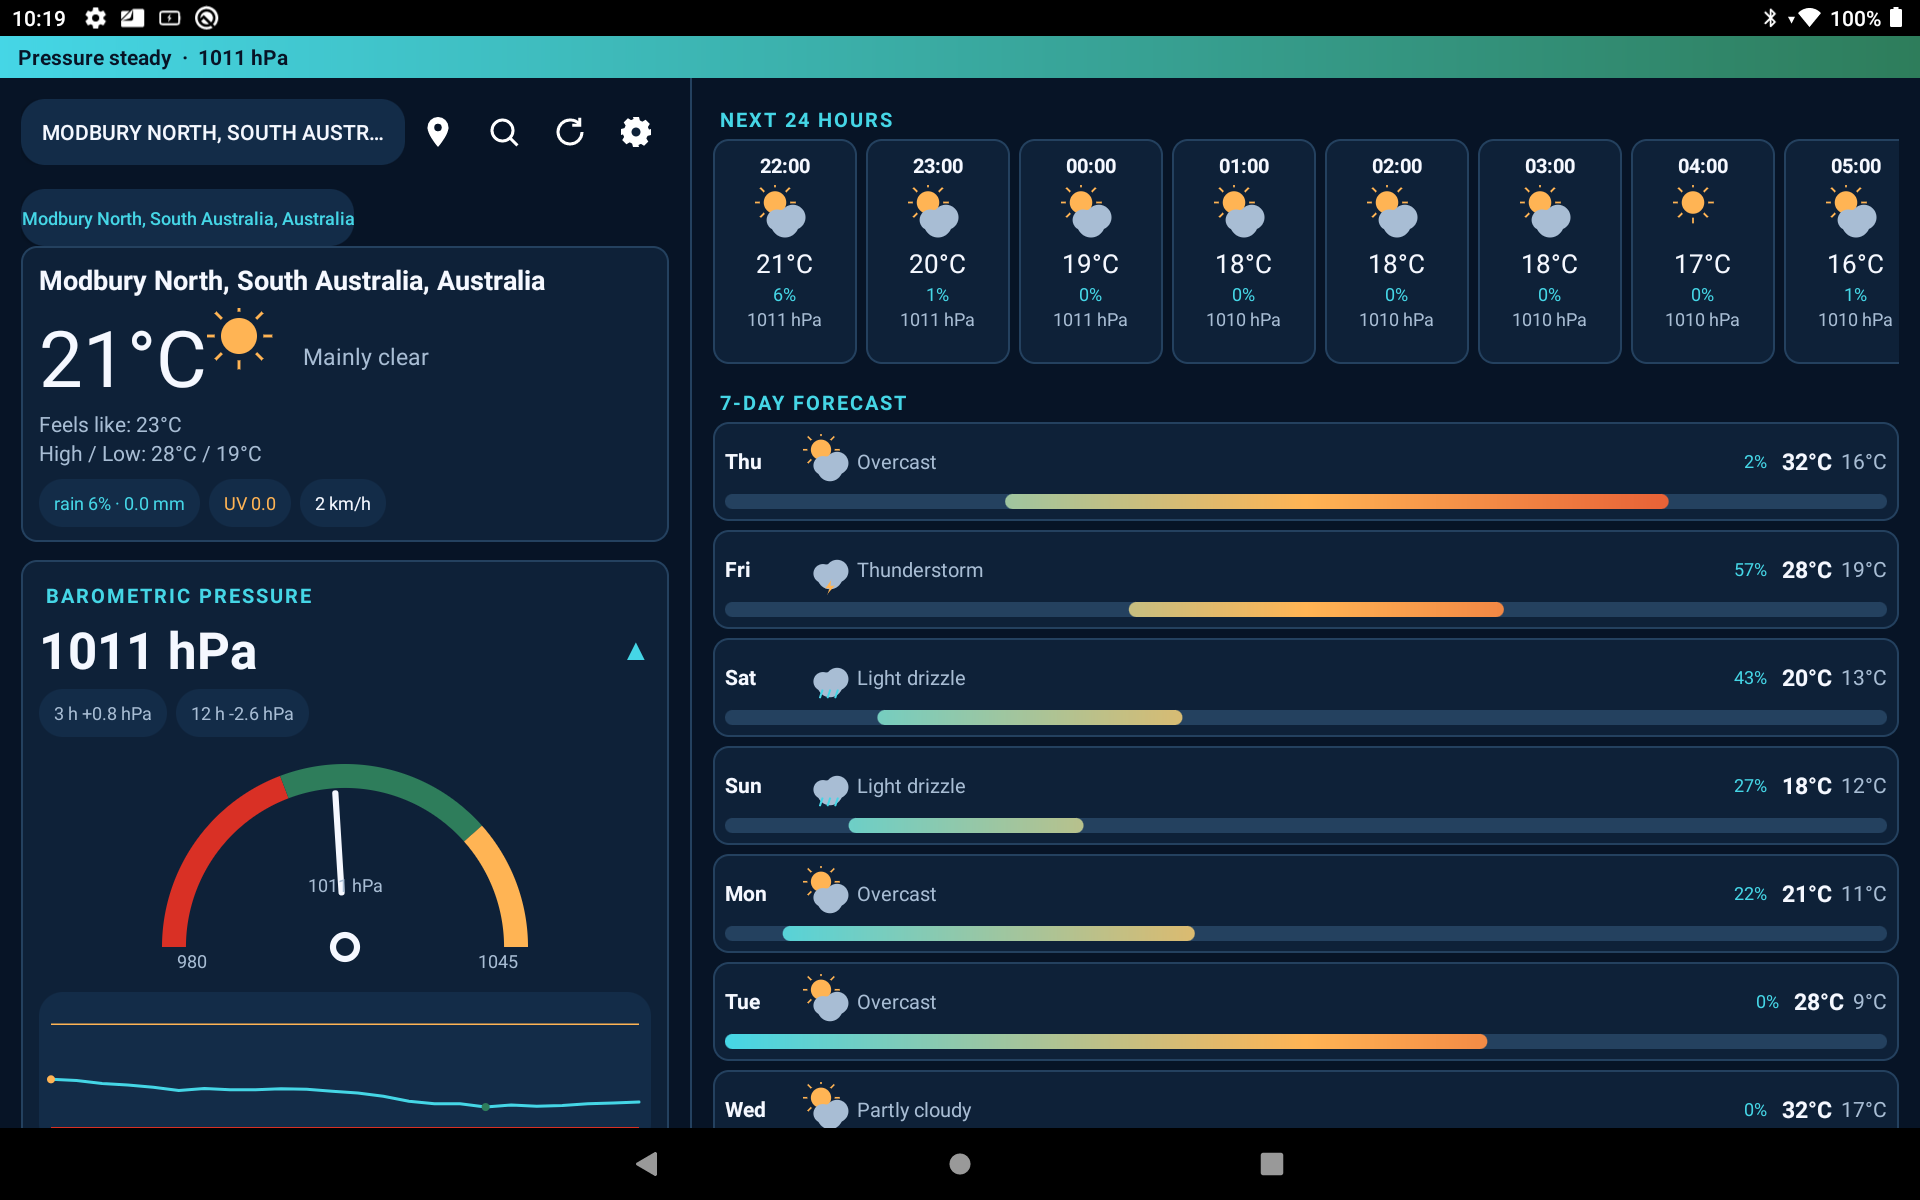 10:19
100%
Pressure steady · 1011 hPa
MODBURY NORTH, SOUTH AUSTR...
Modbury North, South Australia, Australia
Modbury North, South Australia, Australia
21°C
Mainly clear
Feels like: 23°C
High / Low: 28°C / 19°C
rain 6% · 0.0 mm
UV 0.0
2 km/h
BAROMETRIC PRESSURE
1011 hPa
▲
3 h +0.8 hPa
12 h -2.6 hPa
1011 hPa
980
1045
NEXT 24 HOURS
22:00
21°C
6%
1011 hPa
23:00
20°C
1%
1011 hPa
00:00
19°C
0%
1011 hPa
01:00
18°C
0%
1010 hPa
02:00
18°C
0%
1010 hPa
03:00
18°C
0%
1010 hPa
04:00
17°C
0%
1010 hPa
05:00
16°C
1%
1010 hPa
7-DAY FORECAST
Thu Overcast 2% 32°C 16°C
Fri Thunderstorm 57% 28°C 19°C
Sat Light drizzle 43% 20°C 13°C
Sun Light drizzle 27% 18°C 12°C
Mon Overcast 22% 21°C 11°C
Tue Overcast 0% 28°C 9°C
Wed Partly cloudy 0% 32°C 17°C